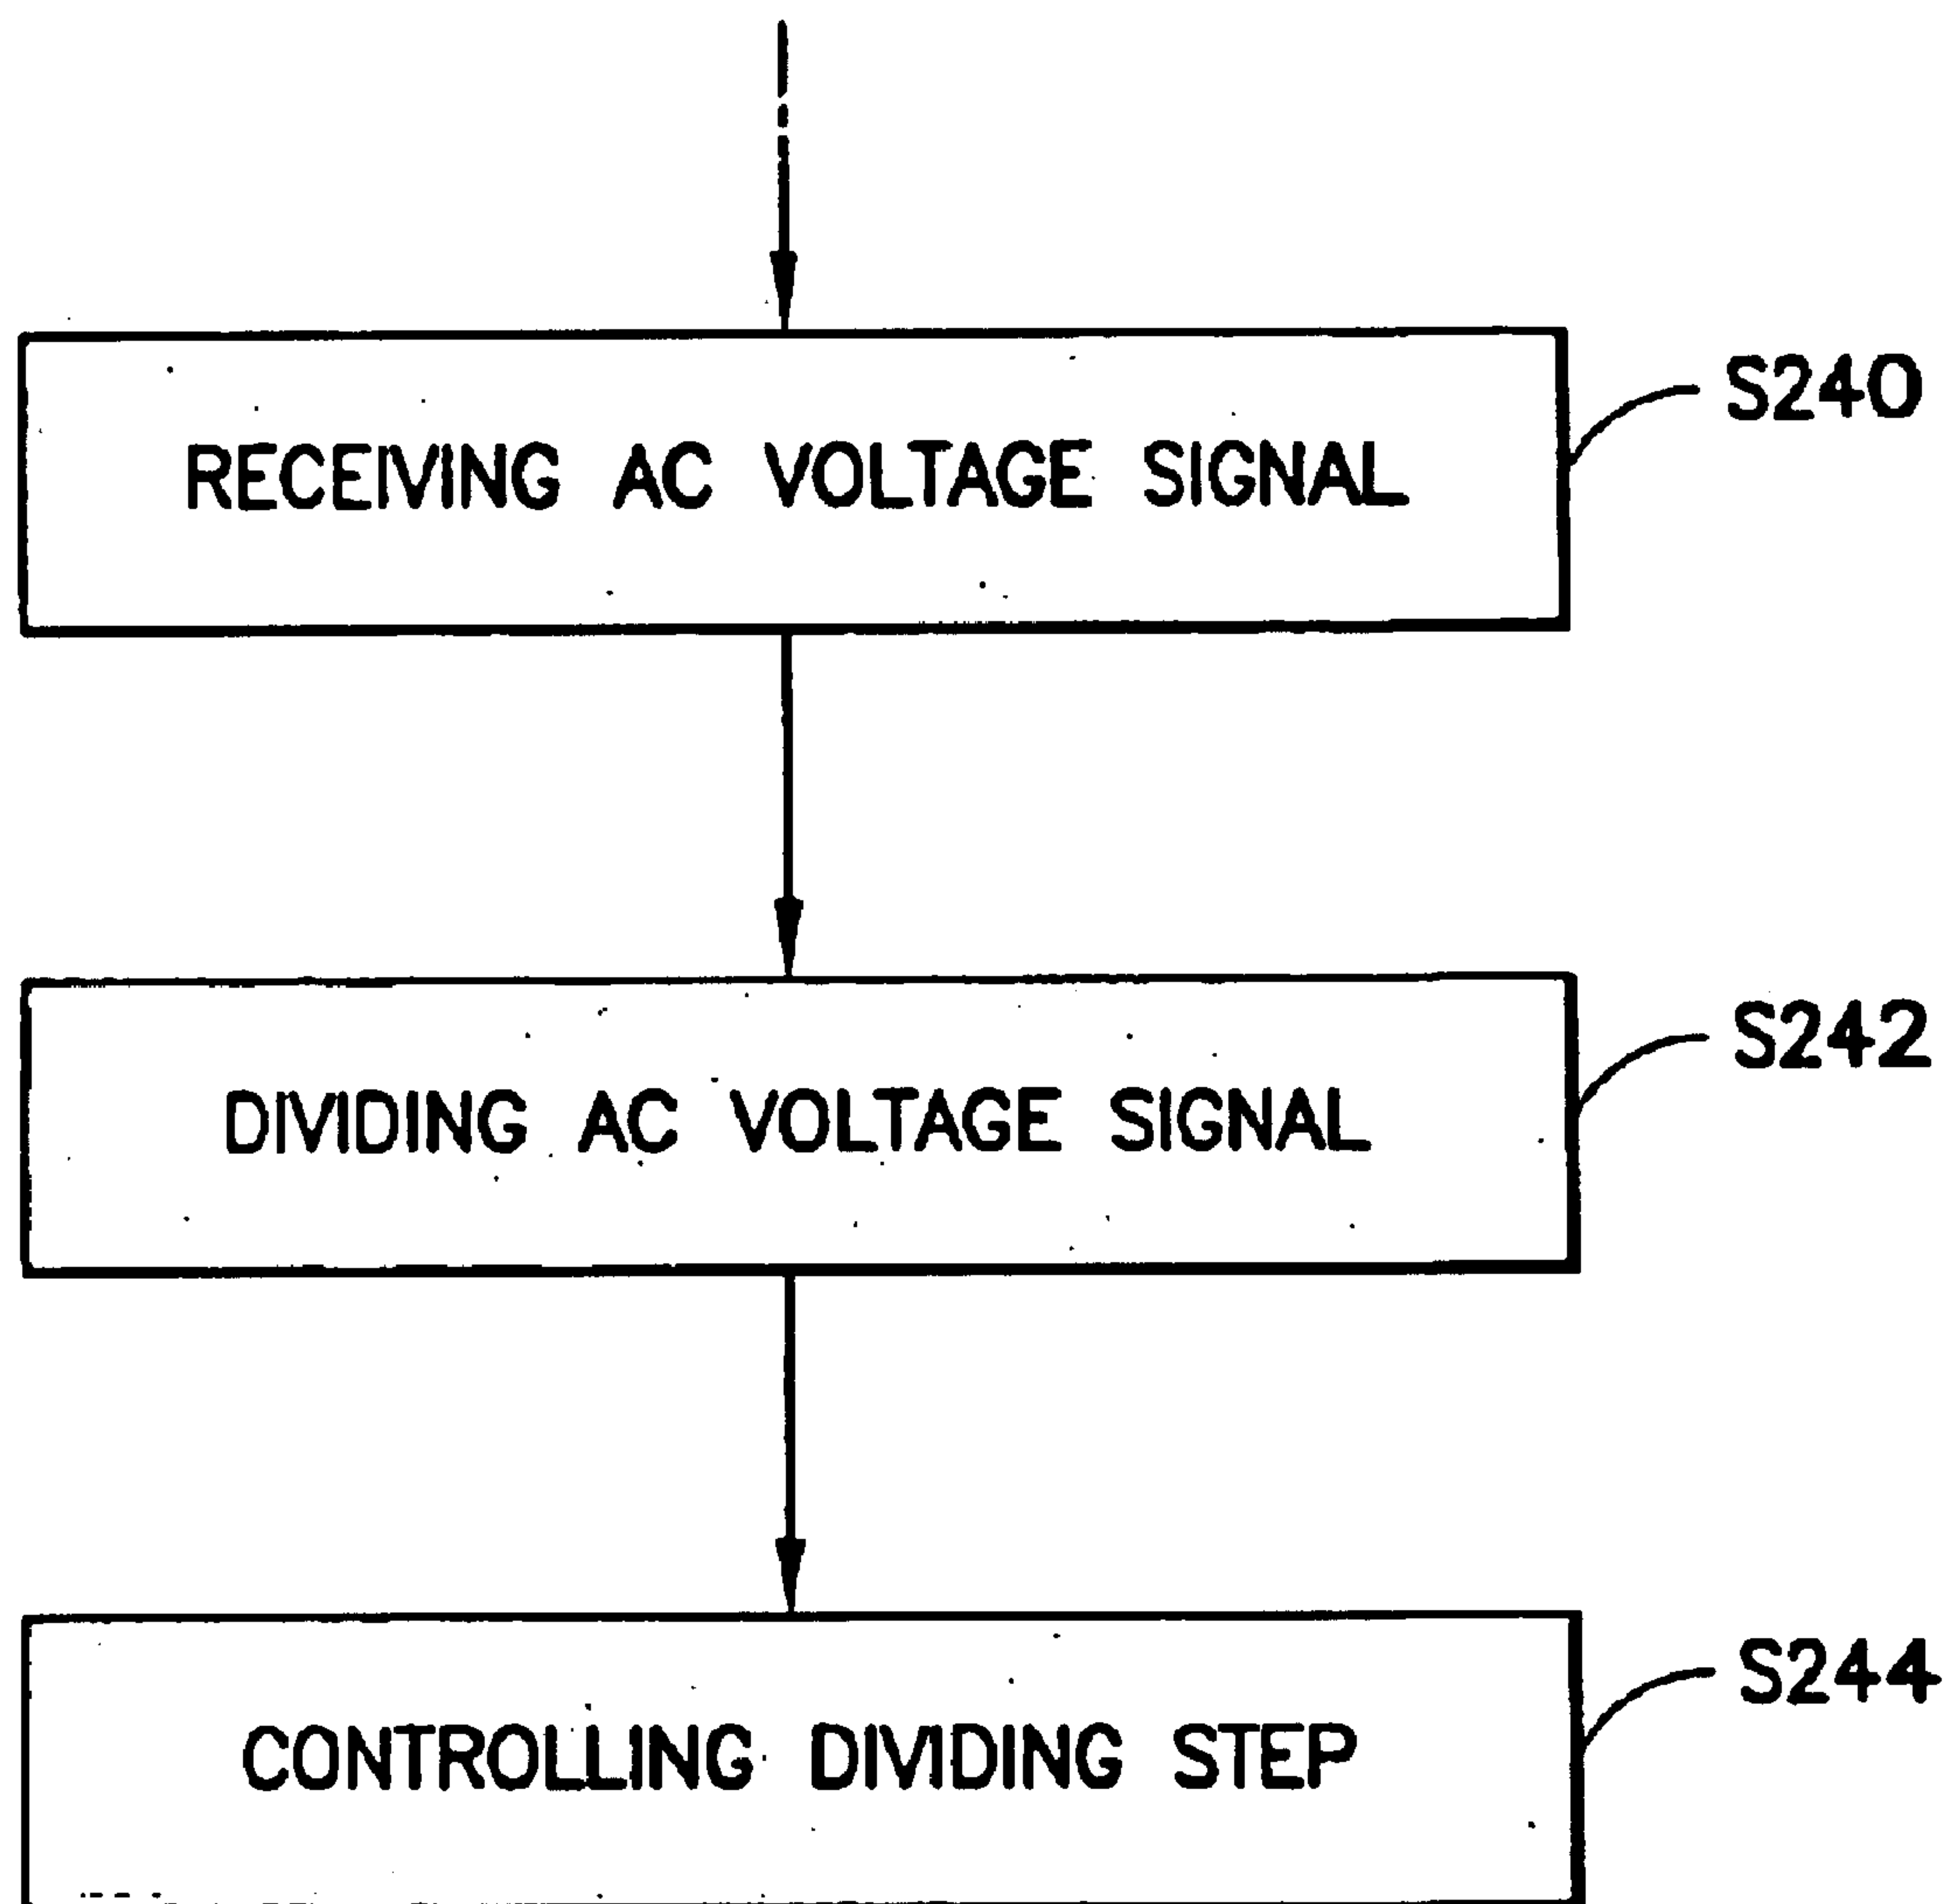 S240
RECEIVING AC VOLTAGE SIGNAL
S242
DIVIDING AC VOLTAGE SIGNAL
S244
CONTROLLING DIVIDING STEP